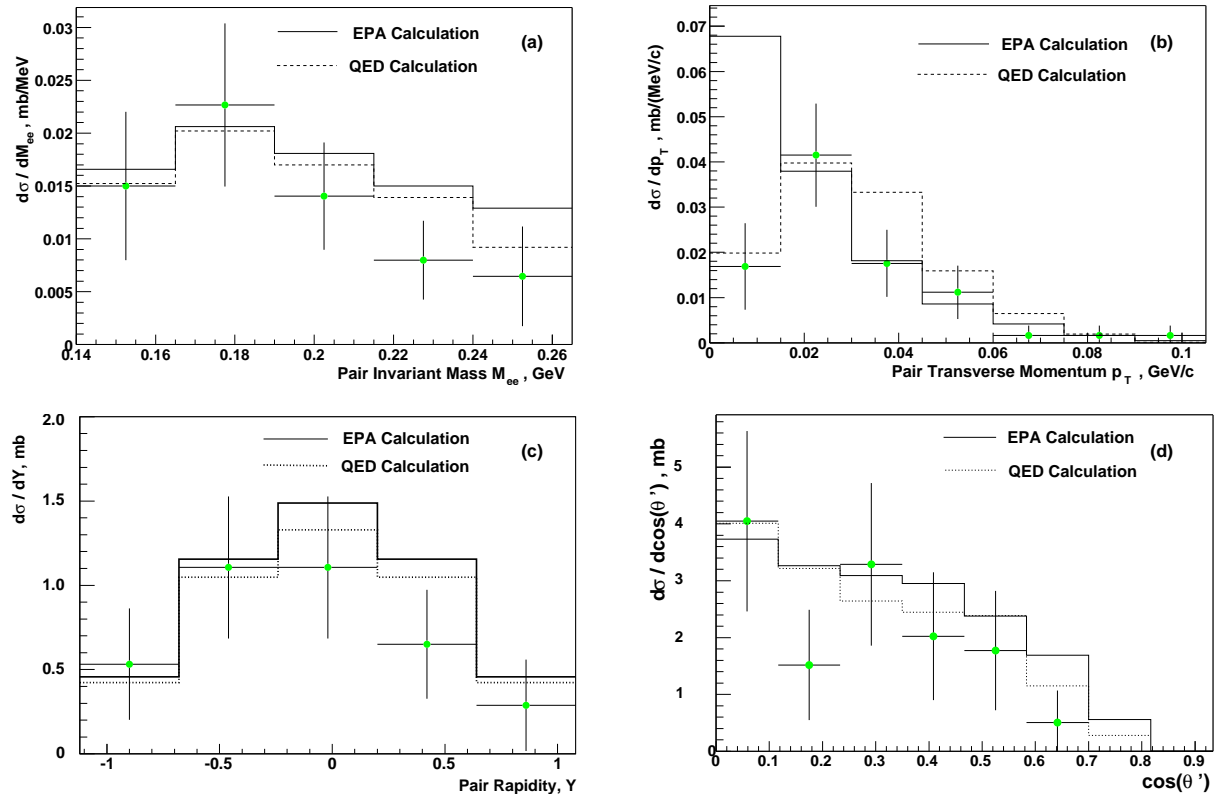 (a)
EPA Calculation
QED Calculation
dσ / dM_ee , mb/MeV
0.03
0.025
0.02
0.015
0.01
0.005
0
0.14 0.16 0.18 0.2 0.22 0.24 0.26
Pair Invariant Mass M_ee , GeV
(b)
EPA Calculation
QED Calculation
dσ / dp_T , mb/(MeV/c)
0.07
0.06
0.05
0.04
0.03
0.02
0.01
0
0 0.02 0.04 0.06 0.08 0.1
Pair Transverse Momentum p_T , GeV/c
(c)
EPA Calculation
QED Calculation
dσ / dY, mb
2.0
1.5
1.0
0.5
0
-1 -0.5 0 0.5 1
Pair Rapidity, Y
(d)
EPA Calculation
QED Calculation
dσ / dcos(θ ’) , mb
5
4
3
2
1
0
0 0.1 0.2 0.3 0.4 0.5 0.6 0.7 0.8 0.9
cos(θ ’)